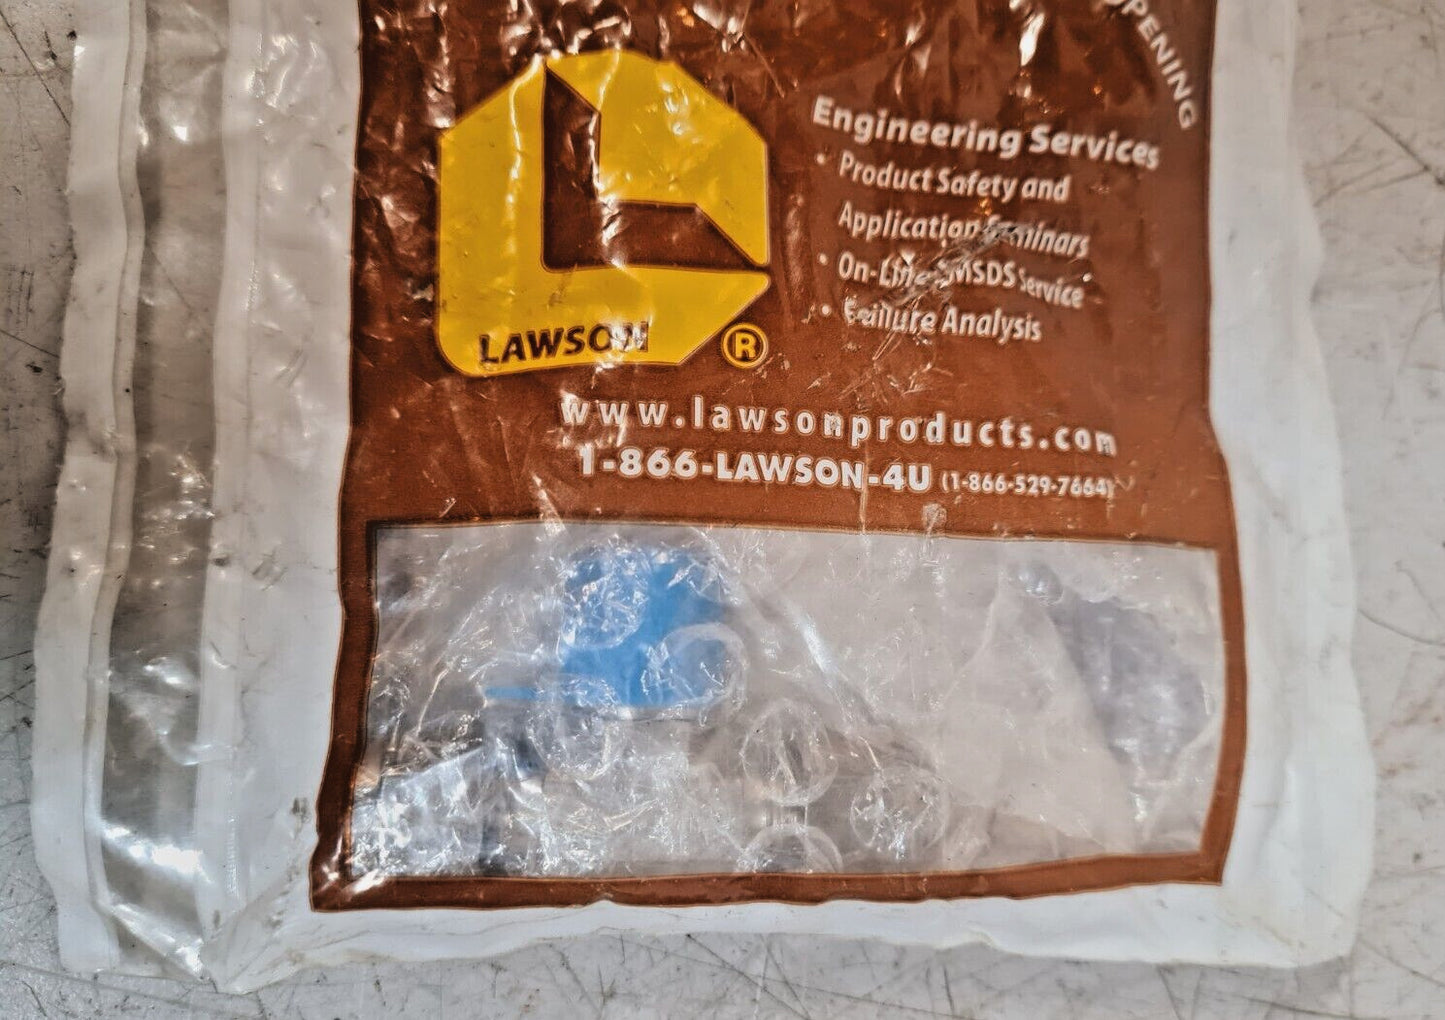 OPENING
LAWSON
®
Engineering Services
• Product Safety and
Application Seminars
• On-Line MSDS Service
• Failure Analysis
www.lawsonproducts.com
1-866-LAWSON-4U (1-866-529-7664)